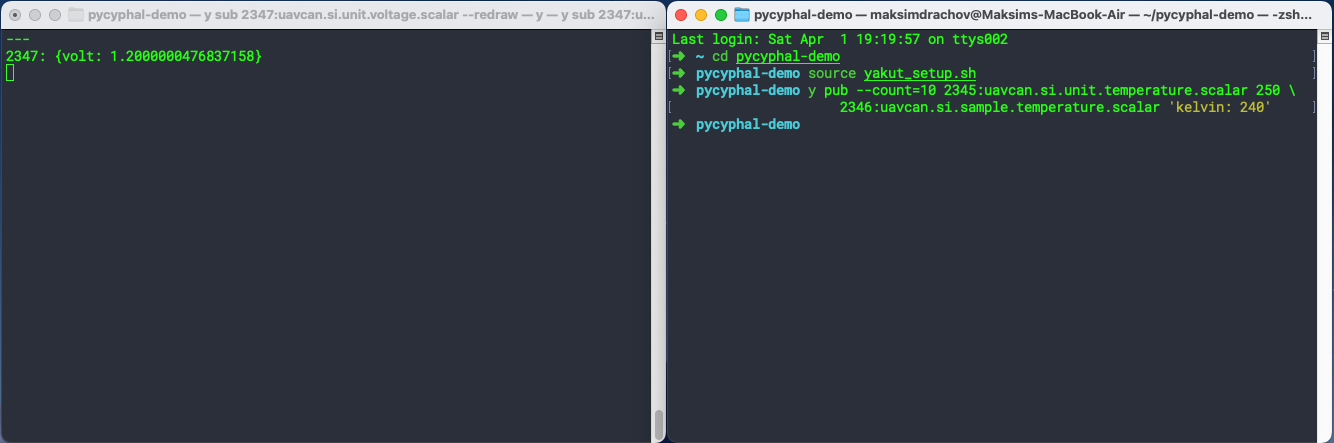 pycyphal-demo — y sub 2347:uavcan.si.unit.voltage.scalar --redraw — y — y sub 2347:u...
---
2347: {volt: 1.2000000476837158}
pycyphal-demo — maksimdrachov@Maksims-MacBook-Air — ~/pycyphal-demo — -zsh...
Last login: Sat Apr  1 19:19:57 on ttys002
[➜  ~ cd pycyphal-demo ]
[➜  pycyphal-demo source yakut_setup.sh ]
➜  pycyphal-demo y pub --count=10 2345:uavcan.si.unit.temperature.scalar 250 \
[ 2346:uavcan.si.sample.temperature.scalar 'kelvin: 240' ]
➜  pycyphal-demo